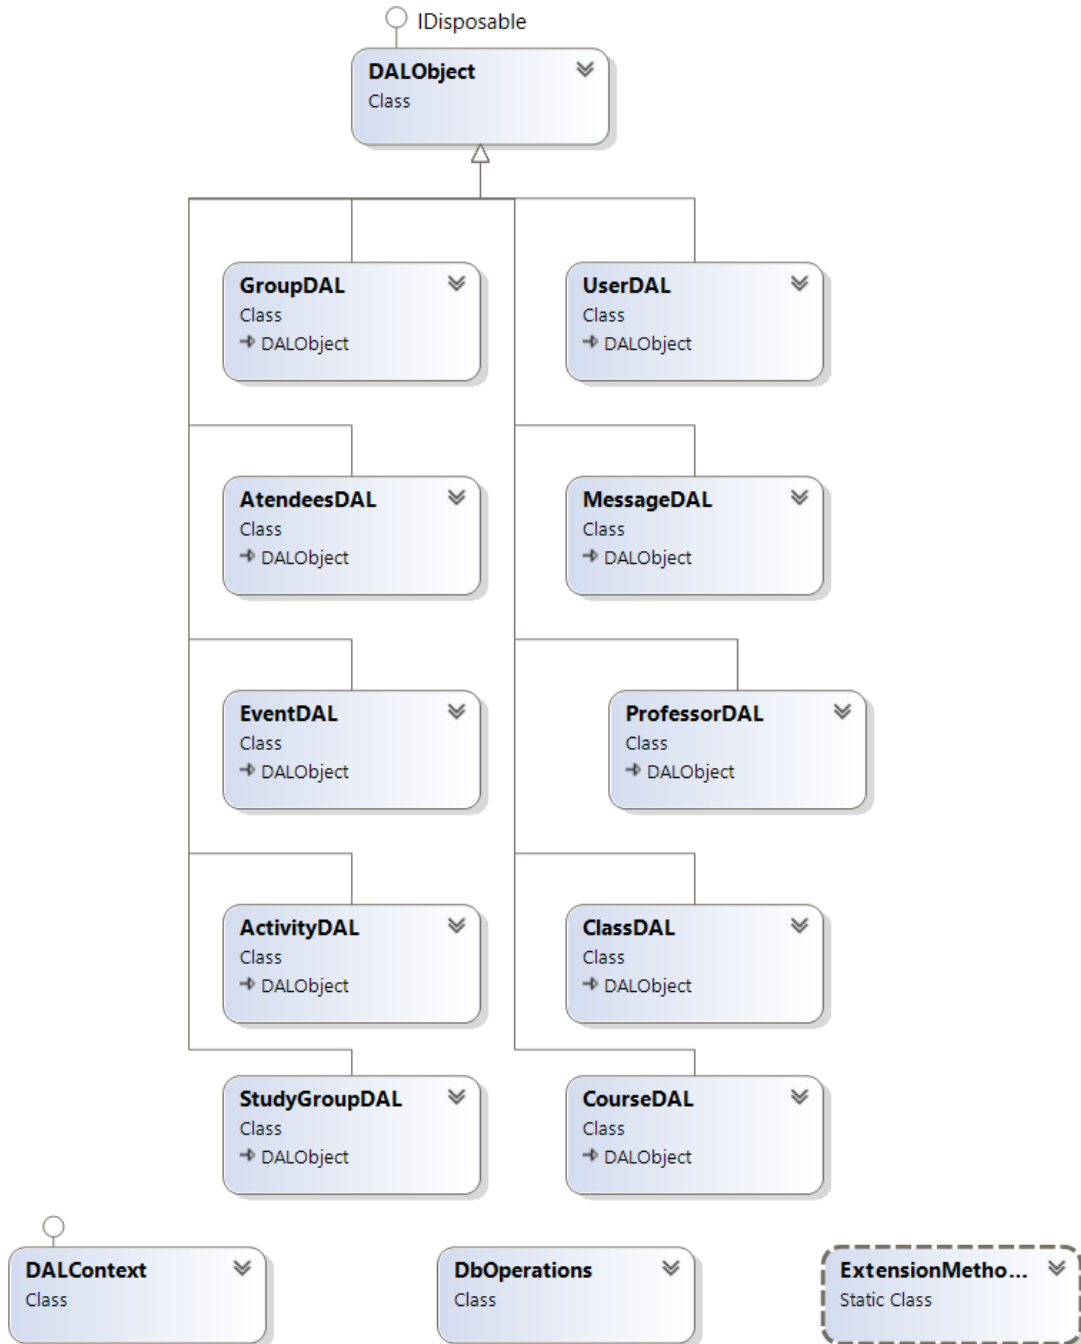 IDisposable
DALObject
Class
GroupDAL
Class
DALObject
UserDAL
Class
DALObject
AtendeesDAL
Class
DALObject
MessageDAL
Class
DALObject
EventDAL
Class
DALObject
ProfessorDAL
Class
DALObject
ActivityDAL
Class
DALObject
ClassDAL
Class
DALObject
StudyGroupDAL
Class
DALObject
CourseDAL
Class
DALObject
DALContext
Class
DbOperations
Class
ExtensionMetho...
Static Class